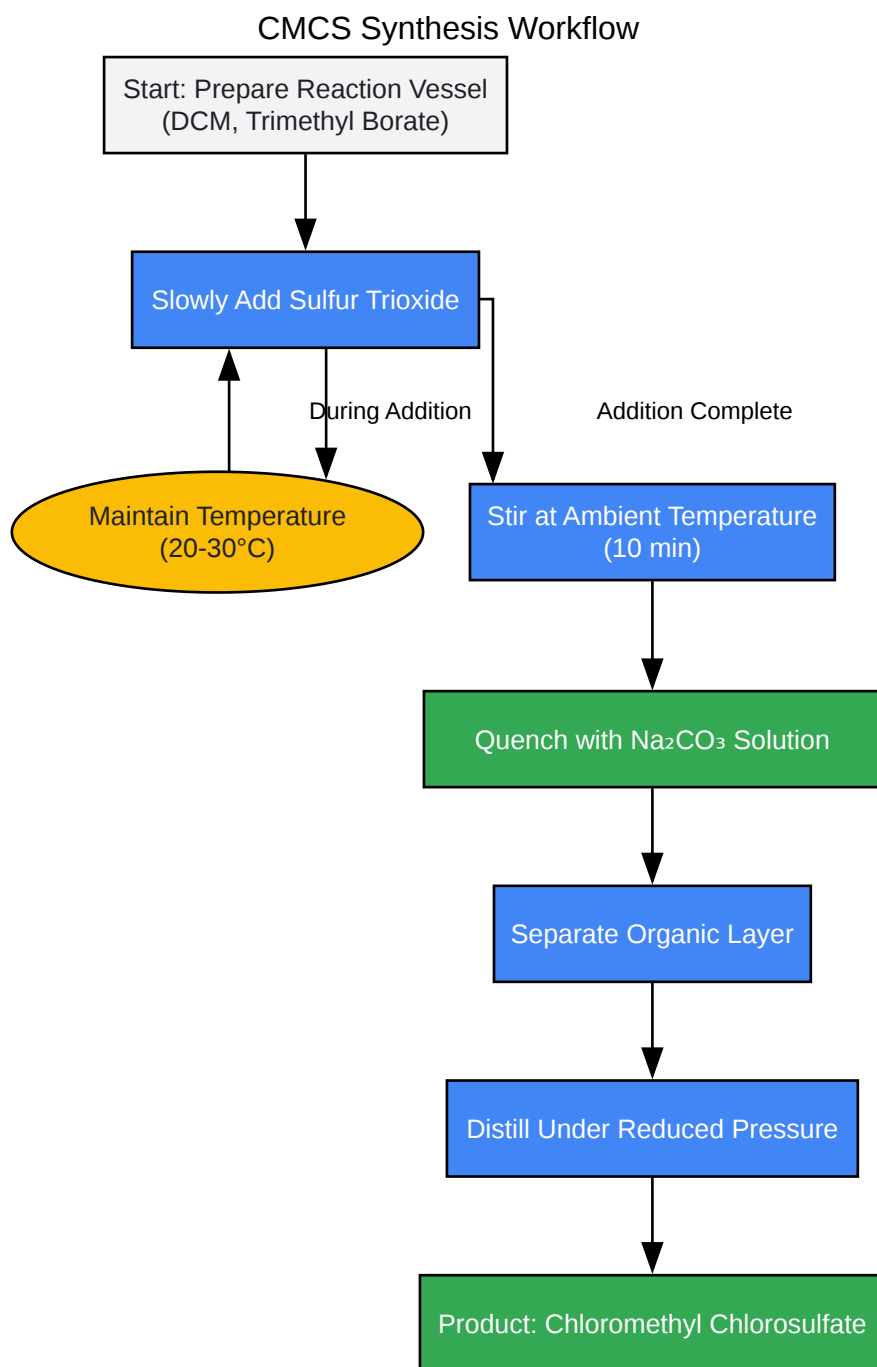 CMCS Synthesis Workflow
Start: Prepare Reaction Vessel
(DCM, Trimethyl Borate)
Slowly Add Sulfur Trioxide
During Addition
Addition Complete
Maintain Temperature
(20-30°C)
Stir at Ambient Temperature
(10 min)
Quench with Na₂CO₃ Solution
Separate Organic Layer
Distill Under Reduced Pressure
Product: Chloromethyl Chlorosulfate